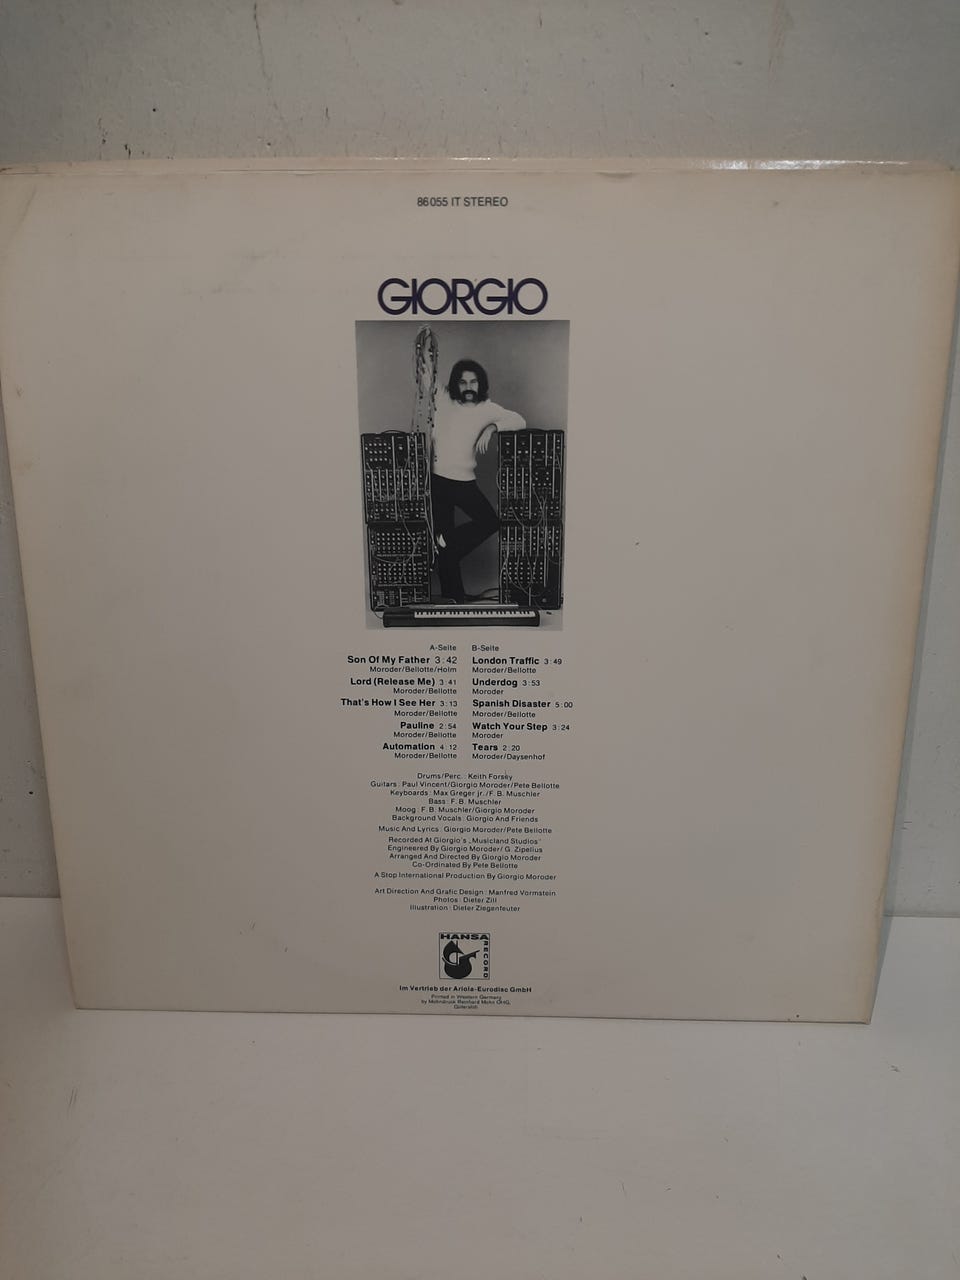 86 055 IT STEREO
GIORGIO
A-Seite
Son Of My Father 3:42
Moroder/Bellotte/Holm
Lord (Release Me) 3:41
Moroder/Bellotte
That's How I See Her 3:13
Moroder/Bellotte
Pauline 2:54
Moroder/Bellotte
Automation 4:12
Moroder/Bellotte
B-Seite
London Traffic 3:49
Moroder/Bellotte
Underdog 3:53
Moroder
Spanish Disaster 5:00
Moroder/Bellotte
Watch Your Step 3:24
Moroder
Tears 2:20
Moroder/Daysenhof
Drums/Perc.: Keith Forsey
Guitars: Paul Vincent/Giorgio Moroder/Pete Bellotte
Keyboards: Max Greger jr./F. B. Muschler
Bass: F. B. Muschler
Moog: F. B. Muschler/Giorgio Moroder
Background Vocals: Giorgio And Friends
Music And Lyrics: Giorgio Moroder/Pete Bellotte
Recorded At Giorgio's „Musicland Studios"
Engineered By Giorgio Moroder/ G. Zipelius
Arranged And Directed By Giorgio Moroder
Co-Ordinated By Pete Bellotte
A Stop International Production By Giorgio Moroder
Art Direction And Grafic Design: Manfred Vormstein
Photos: Dieter Zill
Illustration: Dieter Ziegenfeuter
HANSA
RECORD
Im Vertrieb der Ariola-Eurodisc GmbH
Printed in Western Germany
by Mohndruck Reinhard Mohn OHG,
Gütersloh